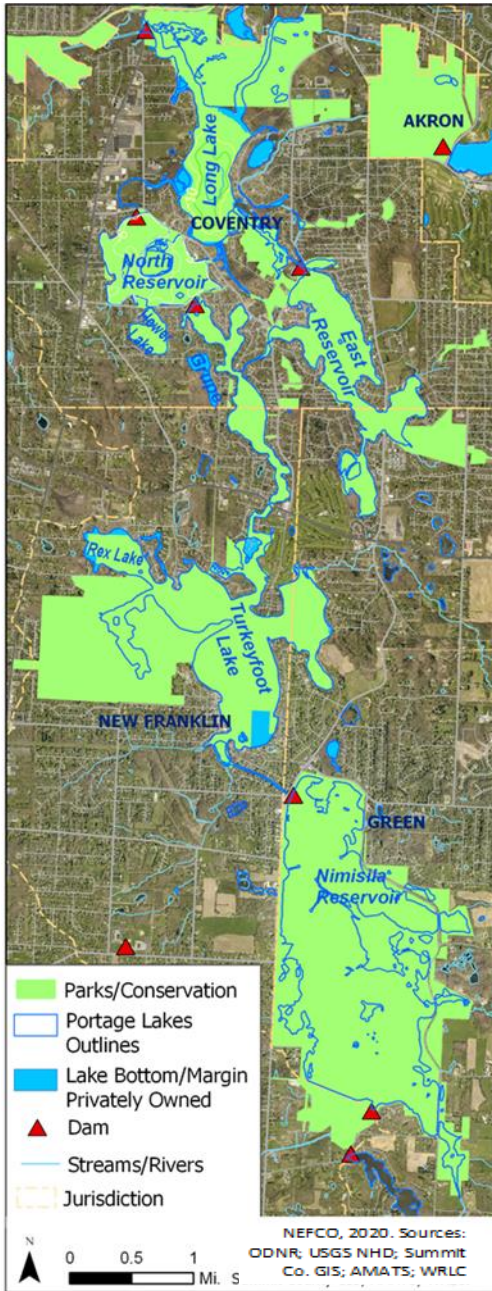 AKRON
Long Lake
COVENTRY
North
Reservoir
East
Reservoir
Hower
Lake
Rex Lake
Turkeyfoot
Lake
NEW FRANKLIN
GREEN
Nimisila
Reservoir
Parks/Conservation
Portage Lakes
Outlines
Lake Bottom/Margin
Privately Owned
Dam
Streams/Rivers
Jurisdiction
N
0 0.5 1
Mi. S
NEFCO, 2020. Sources:
ODNR; USGS NHD; Summit
Co. GIS; AMATS; WRLC